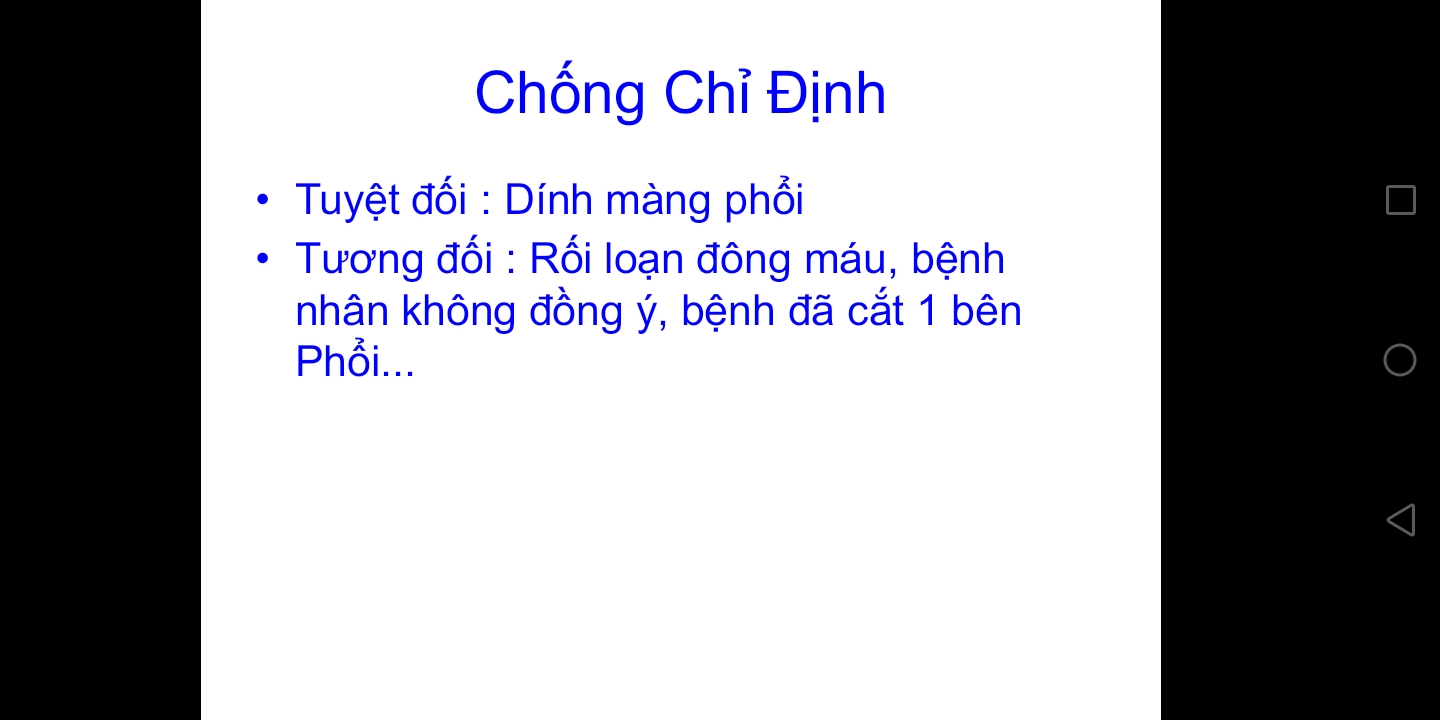 Chống Chỉ Định
• Tuyệt đối : Dính màng phổi
• Tương đối : Rối loạn đông máu, bệnh
nhân không đồng ý, bệnh đã cắt 1 bên
Phổi...